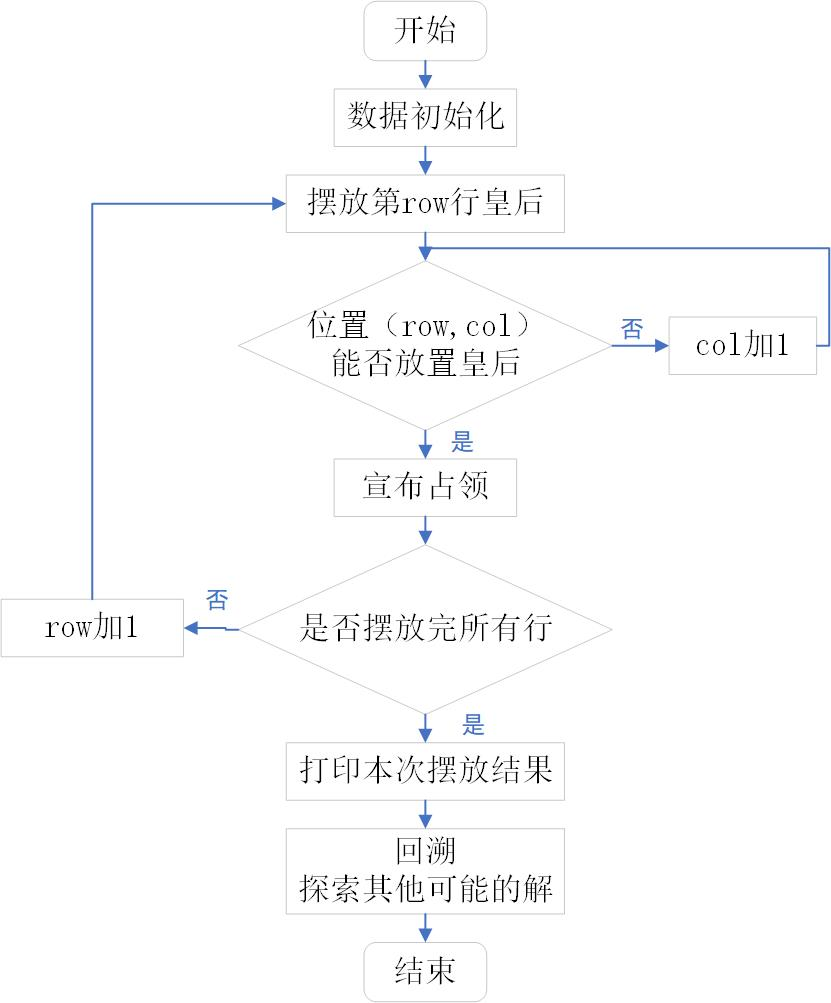 开始
数据初始化
摆放第row行皇后
位置（row,col）
能否放置皇后
否
col加1
是
宣布占领
否
row加1
是否摆放完所有行
是
打印本次摆放结果
回溯
探索其他可能的解
结束